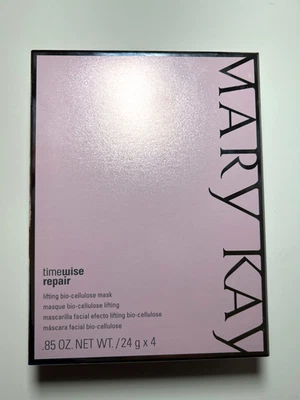 MARY KAY
timewise
repair
lifting bio-cellulose mask
masque bio-cellulose lifting
mascarilla facial efecto lifting bio-cellulose
máscara facial bio-cellulose
.85 OZ. NET WT. / 24 g x 4